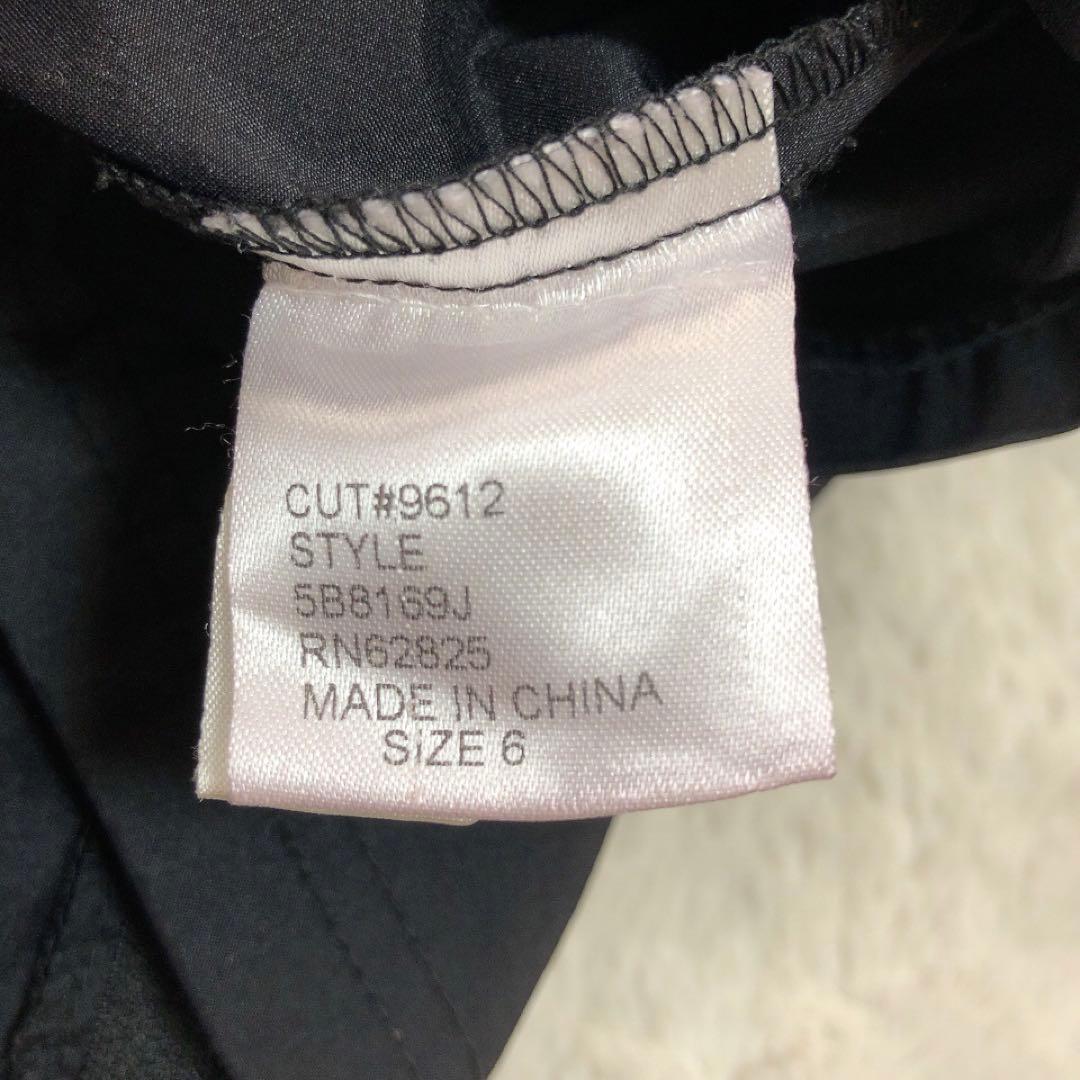 CUT#9612
STYLE
5B8169J
RN62825
MADE IN CHINA
SIZE 6